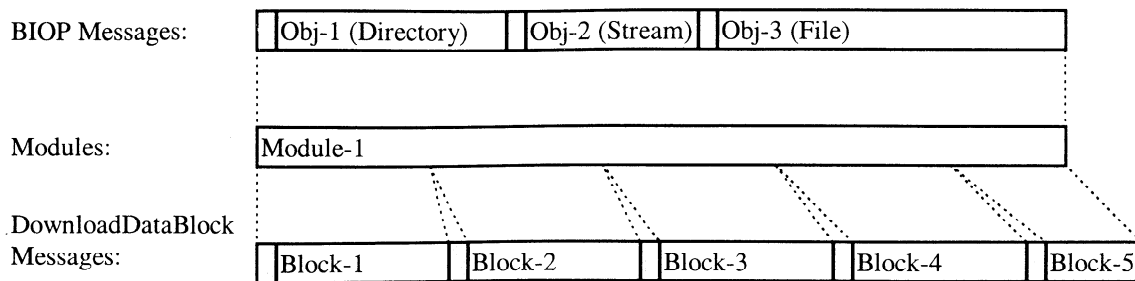 BIOP Messages:
Obj-1 (Directory)
Obj-2 (Stream)
Obj-3 (File)
Modules:
Module-1
DownloadDataBlock
Messages:
Block-1
Block-2
Block-3
Block-4
Block-5